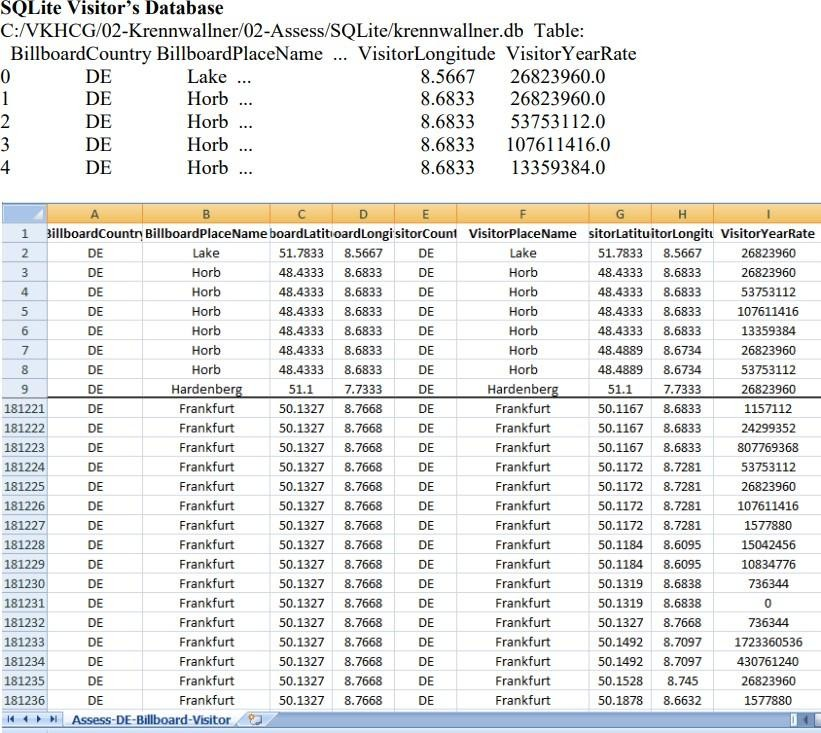 SQLite Visitor’s Database
C:/VKHCG/02-Krennwallner/02-Assess/SQLite/krennwallner.db Table:
BillboardCountry BillboardPlaceName ... VisitorLongitude VisitorYearRate
0 DE Lake ... 8.5667 26823960.0
1 DE Horb ... 8.6833 26823960.0
2 DE Horb ... 8.6833 53753112.0
3 DE Horb ... 8.6833 107611416.0
4 DE Horb ... 8.6833 13359384.0
A B C D E F G H I
1 BillboardCountry BillboardPlaceName boardLatit oardLongi sitorCount VisitorPlaceName sitorLatitu itorLongitu VisitorYearRate
2 DE Lake 51.7833 8.5667 DE Lake 51.7833 8.5667 26823960
3 DE Horb 48.4333 8.6833 DE Horb 48.4333 8.6833 26823960
4 DE Horb 48.4333 8.6833 DE Horb 48.4333 8.6833 53753112
5 DE Horb 48.4333 8.6833 DE Horb 48.4333 8.6833 107611416
6 DE Horb 48.4333 8.6833 DE Horb 48.4333 8.6833 13359384
7 DE Horb 48.4333 8.6833 DE Horb 48.4889 8.6734 26823960
8 DE Horb 48.4333 8.6833 DE Horb 48.4889 8.6734 53753112
9 DE Hardenberg 51.1 7.7333 DE Hardenberg 51.1 7.7333 26823960
181221 DE Frankfurt 50.1327 8.7668 DE Frankfurt 50.1167 8.6833 1157112
181222 DE Frankfurt 50.1327 8.7668 DE Frankfurt 50.1167 8.6833 24299352
181223 DE Frankfurt 50.1327 8.7668 DE Frankfurt 50.1167 8.6833 807769368
181224 DE Frankfurt 50.1327 8.7668 DE Frankfurt 50.1172 8.7281 53753112
181225 DE Frankfurt 50.1327 8.7668 DE Frankfurt 50.1172 8.7281 26823960
181226 DE Frankfurt 50.1327 8.7668 DE Frankfurt 50.1172 8.7281 107611416
181227 DE Frankfurt 50.1327 8.7668 DE Frankfurt 50.1172 8.7281 1577880
181228 DE Frankfurt 50.1327 8.7668 DE Frankfurt 50.1184 8.6095 15042456
181229 DE Frankfurt 50.1327 8.7668 DE Frankfurt 50.1184 8.6095 10834776
181230 DE Frankfurt 50.1327 8.7668 DE Frankfurt 50.1319 8.6838 736344
181231 DE Frankfurt 50.1327 8.7668 DE Frankfurt 50.1319 8.6838 0
181232 DE Frankfurt 50.1327 8.7668 DE Frankfurt 50.1327 8.7668 736344
181233 DE Frankfurt 50.1327 8.7668 DE Frankfurt 50.1492 8.7097 1723360536
181234 DE Frankfurt 50.1327 8.7668 DE Frankfurt 50.1492 8.7097 430761240
181235 DE Frankfurt 50.1327 8.7668 DE Frankfurt 50.1528 8.745 26823960
181236 DE Frankfurt 50.1327 8.7668 DE Frankfurt 50.1878 8.6632 1577880
Assess-DE-Billboard-Visitor